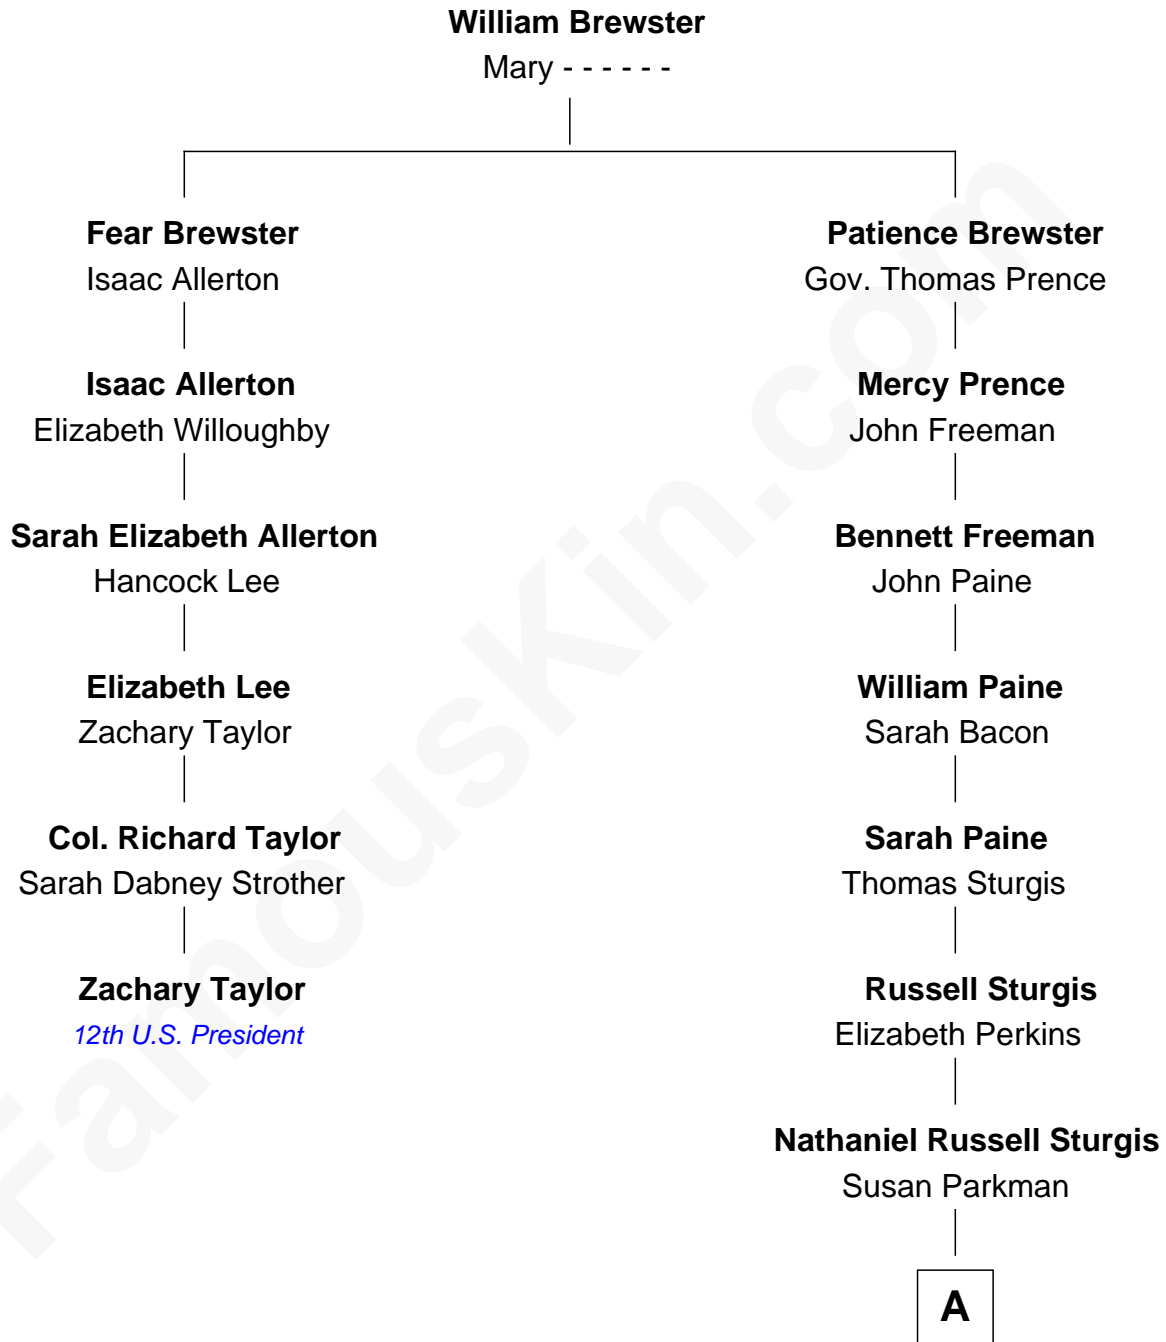 William Brewster
Mary - - - - - -
Fear Brewster
Isaac Allerton
Patience Brewster
Gov. Thomas Prence
Isaac Allerton
Elizabeth Willoughby
Mercy Prence
John Freeman
Sarah Elizabeth Allerton
Hancock Lee
Bennett Freeman
John Paine
Elizabeth Lee
Zachary Taylor
William Paine
Sarah Bacon
Col. Richard Taylor
Sarah Dabney Strother
Sarah Paine
Thomas Sturgis
Zachary Taylor
12th U.S. President
Russell Sturgis
Elizabeth Perkins
Nathaniel Russell Sturgis
Susan Parkman
A
FamousKin.com